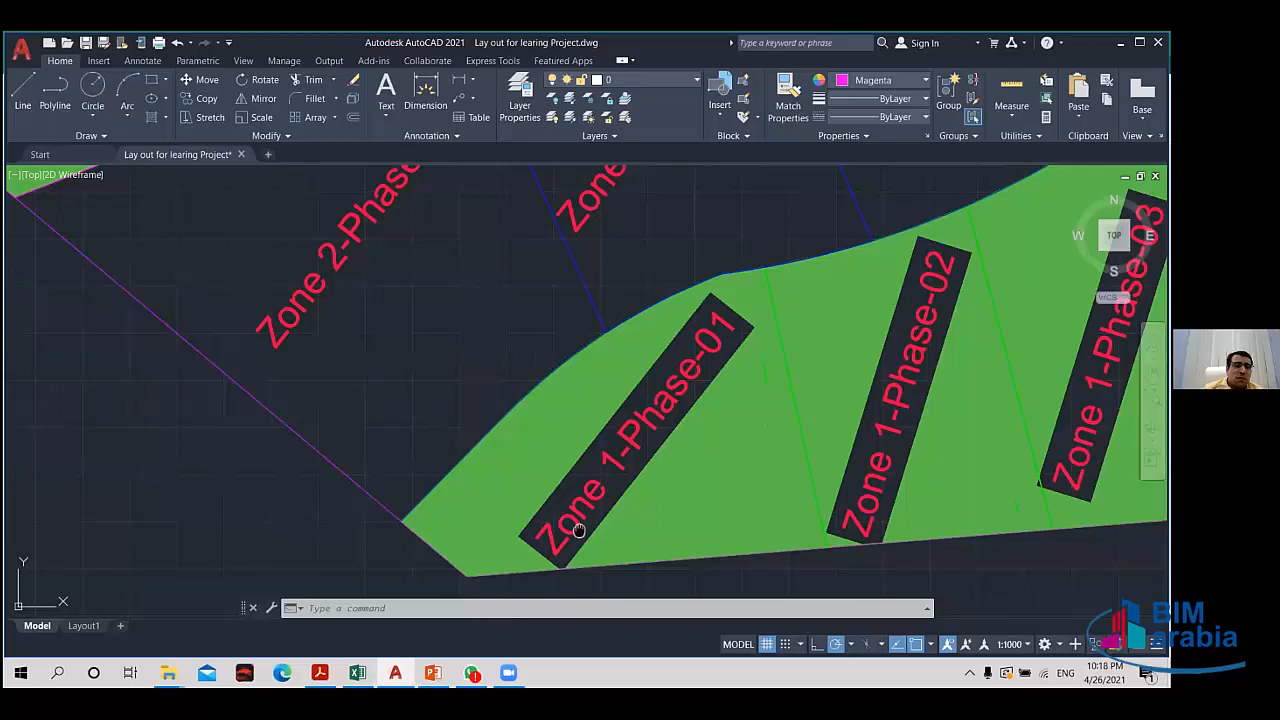 Autodesk AutoCAD 2021 Lay out for learing Project.dwg
Type a keyword or phrase
Sign In
Home Insert Annotate Parametric View Manage Output Add-ins Collaborate Express Tools Featured Apps
Line Polyline Circle Arc
Move Rotate Trim
Copy Mirror Fillet
Stretch Scale Array
Text Dimension Table
Layer Properties
0
Insert
Match Properties
Magenta
ByLayer
ByLayer
Group
Measure
Paste
Base
Draw Modify Annotation Layers Block Properties Groups Utilities Clipboard View
Start Lay out for learing Project*
[−][Top][2D Wireframe]
N
W TOP E
S
WCS
Zone 2-Phase
Zone
Zone 1-Phase-01
Zone 1-Phase-02
Zone 1-Phase-03
Y
X
Type a command
Model Layout1
MODEL 1:1000
BIM
arabia
ENG
10:18 PM
4/26/2021